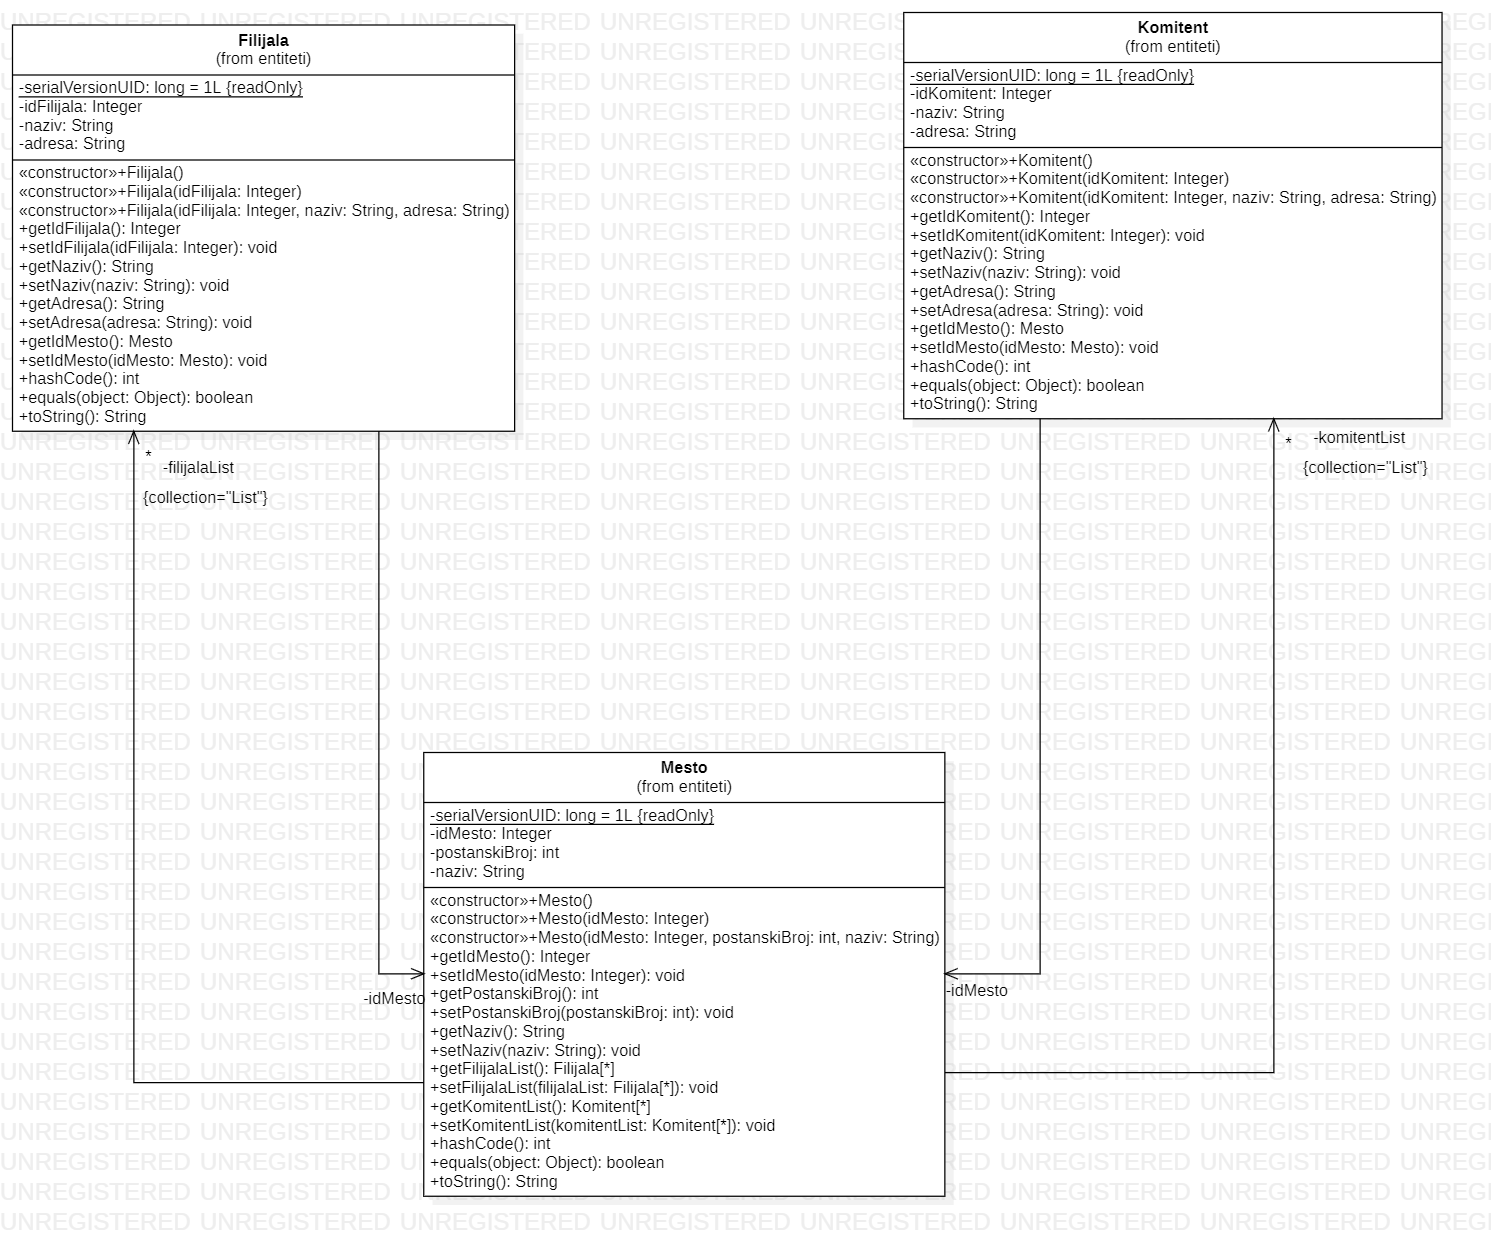 Filijala
(from entiteti)
-serialVersionUID: long = 1L {readOnly}
-idFilijala: Integer
-naziv: String
-adresa: String
«constructor»+Filijala()
«constructor»+Filijala(idFilijala: Integer)
«constructor»+Filijala(idFilijala: Integer, naziv: String, adresa: String)
+getIdFilijala(): Integer
+setIdFilijala(idFilijala: Integer): void
+getNaziv(): String
+setNaziv(naziv: String): void
+getAdresa(): String
+setAdresa(adresa: String): void
+getIdMesto(): Mesto
+setIdMesto(idMesto: Mesto): void
+hashCode(): int
+equals(object: Object): boolean
+toString(): String
*
-filijalaList
{collection="List"}
Komitent
(from entiteti)
-serialVersionUID: long = 1L {readOnly}
-idKomitent: Integer
-naziv: String
-adresa: String
«constructor»+Komitent()
«constructor»+Komitent(idKomitent: Integer)
«constructor»+Komitent(idKomitent: Integer, naziv: String, adresa: String)
+getIdKomitent(): Integer
+setIdKomitent(idKomitent: Integer): void
+getNaziv(): String
+setNaziv(naziv: String): void
+getAdresa(): String
+setAdresa(adresa: String): void
+getIdMesto(): Mesto
+setIdMesto(idMesto: Mesto): void
+hashCode(): int
+equals(object: Object): boolean
+toString(): String
* -komitentList
{collection="List"}
Mesto
(from entiteti)
-serialVersionUID: long = 1L {readOnly}
-idMesto: Integer
-postanskiBroj: int
-naziv: String
«constructor»+Mesto()
«constructor»+Mesto(idMesto: Integer)
«constructor»+Mesto(idMesto: Integer, postanskiBroj: int, naziv: String)
+getIdMesto(): Integer
+setIdMesto(idMesto: Integer): void
+getPostanskiBroj(): int
+setPostanskiBroj(postanskiBroj: int): void
+getNaziv(): String
+setNaziv(naziv: String): void
+getFilijalaList(): Filijala[*]
+setFilijalaList(filijalaList: Filijala[*]): void
+getKomitentList(): Komitent[*]
+setKomitentList(komitentList: Komitent[*]): void
+hashCode(): int
+equals(object: Object): boolean
+toString(): String
-idMesto
-idMesto
UNREGISTERED